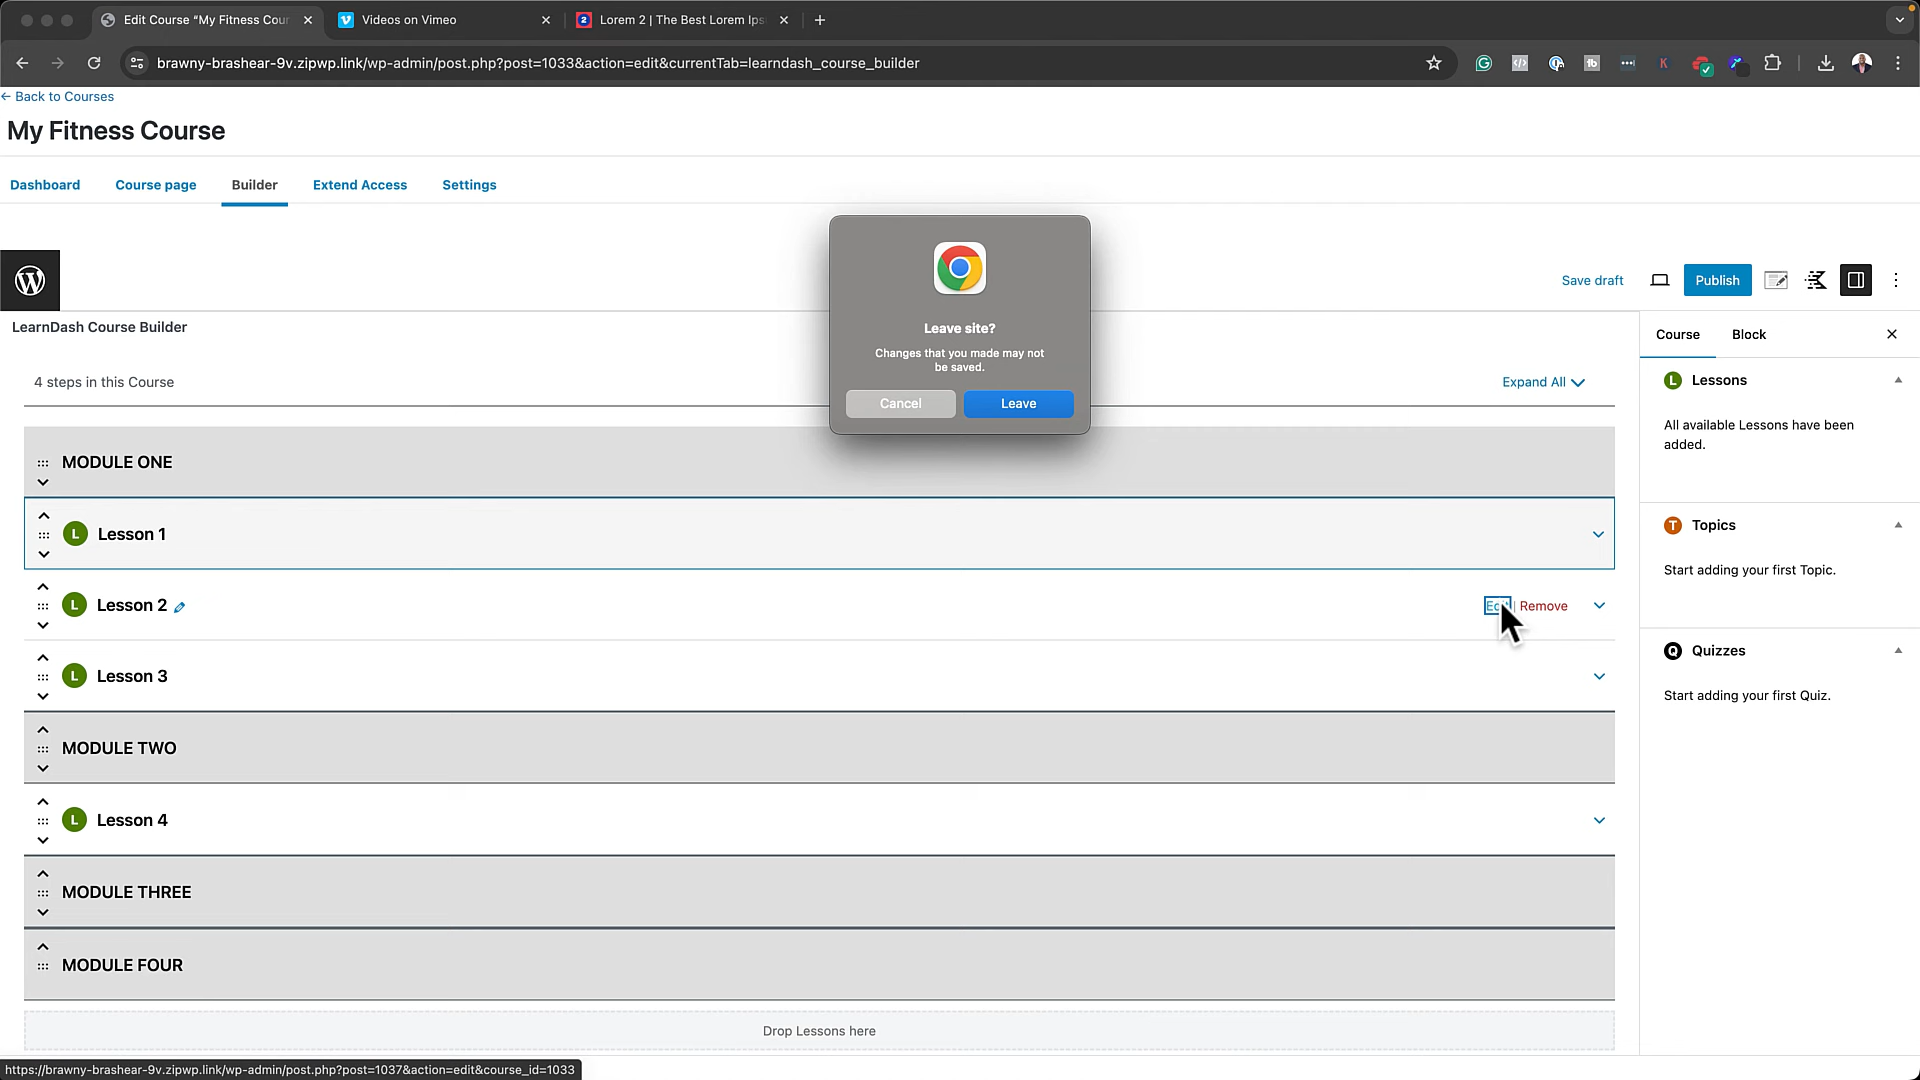 Edit Course “My Fitness Cour
Videos on Vimeo
Lorem 2 | The Best Lorem Ips
brawny-brashear-9v.zipwp.link/wp-admin/post.php?post=1033&action=edit&currentTab=learndash_course_builder
← Back to Courses
My Fitness Course
Dashboard
Course page
Builder
Extend Access
Settings
Leave site?
Changes that you made may not
be saved.
Cancel
Leave
Save draft
Publish
LearnDash Course Builder
4 steps in this Course
Expand All
MODULE ONE
L Lesson 1
L Lesson 2
Edit | Remove
L Lesson 3
MODULE TWO
L Lesson 4
MODULE THREE
MODULE FOUR
Drop Lessons here
Course
Block
L Lessons
All available Lessons have been
added.
T Topics
Start adding your first Topic.
Q Quizzes
Start adding your first Quiz.
https://brawny-brashear-9v.zipwp.link/wp-admin/post.php?post=1037&action=edit&course_id=1033